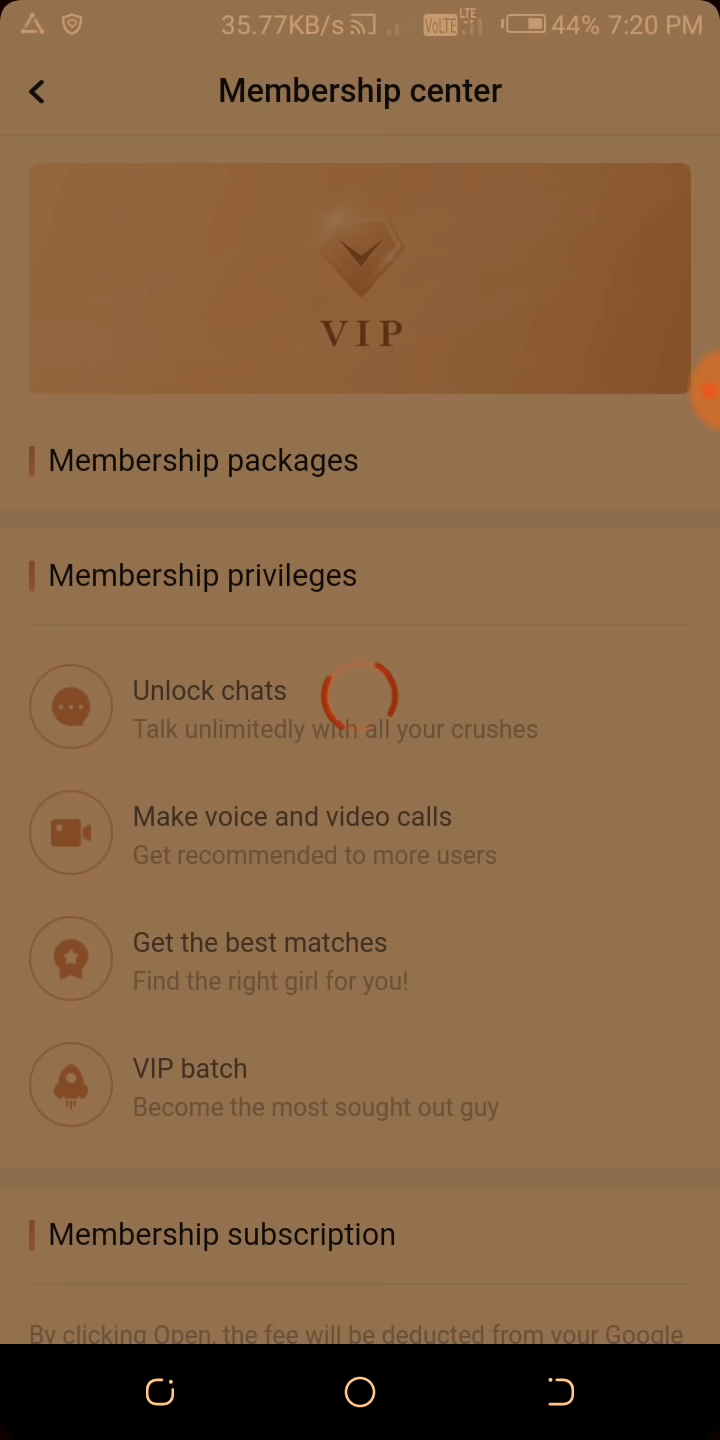 35.77KB/s VoLTE LTE 44% 7:20 PM
Membership center
VIP
Membership packages
Membership privileges
Unlock chats
Talk unlimitedly with all your crushes
Make voice and video calls
Get recommended to more users
Get the best matches
Find the right girl for you!
VIP batch
Become the most sought out guy
Membership subscription
By clicking Open, the fee will be deducted from your Google